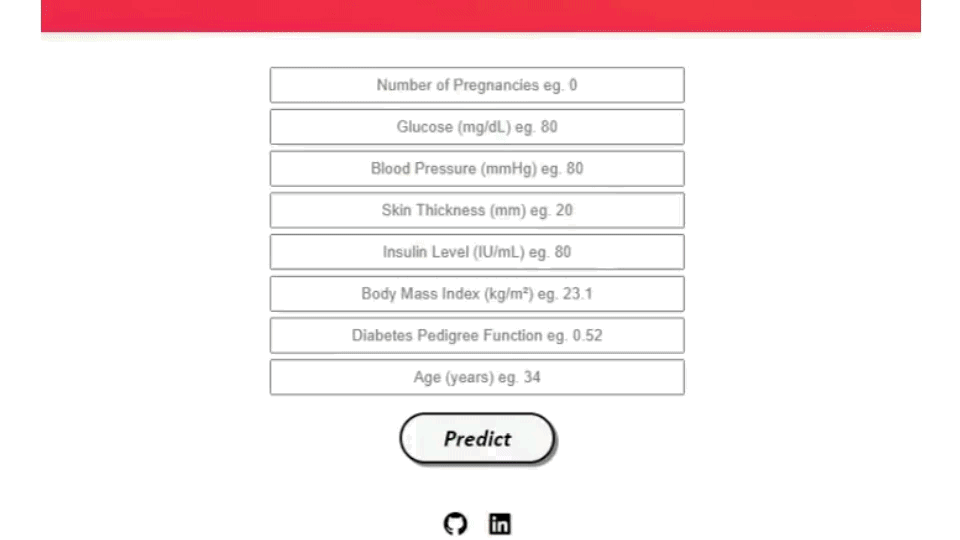 Number of Pregnancies eg. 0
Glucose (mg/dL) eg. 80
Blood Pressure (mmHg) eg. 80
Skin Thickness (mm) eg. 20
Insulin Level (IU/mL) eg. 80
Body Mass Index (kg/m²) eg. 23.1
Diabetes Pedigree Function eg. 0.52
Age (years) eg. 34
Predict
in